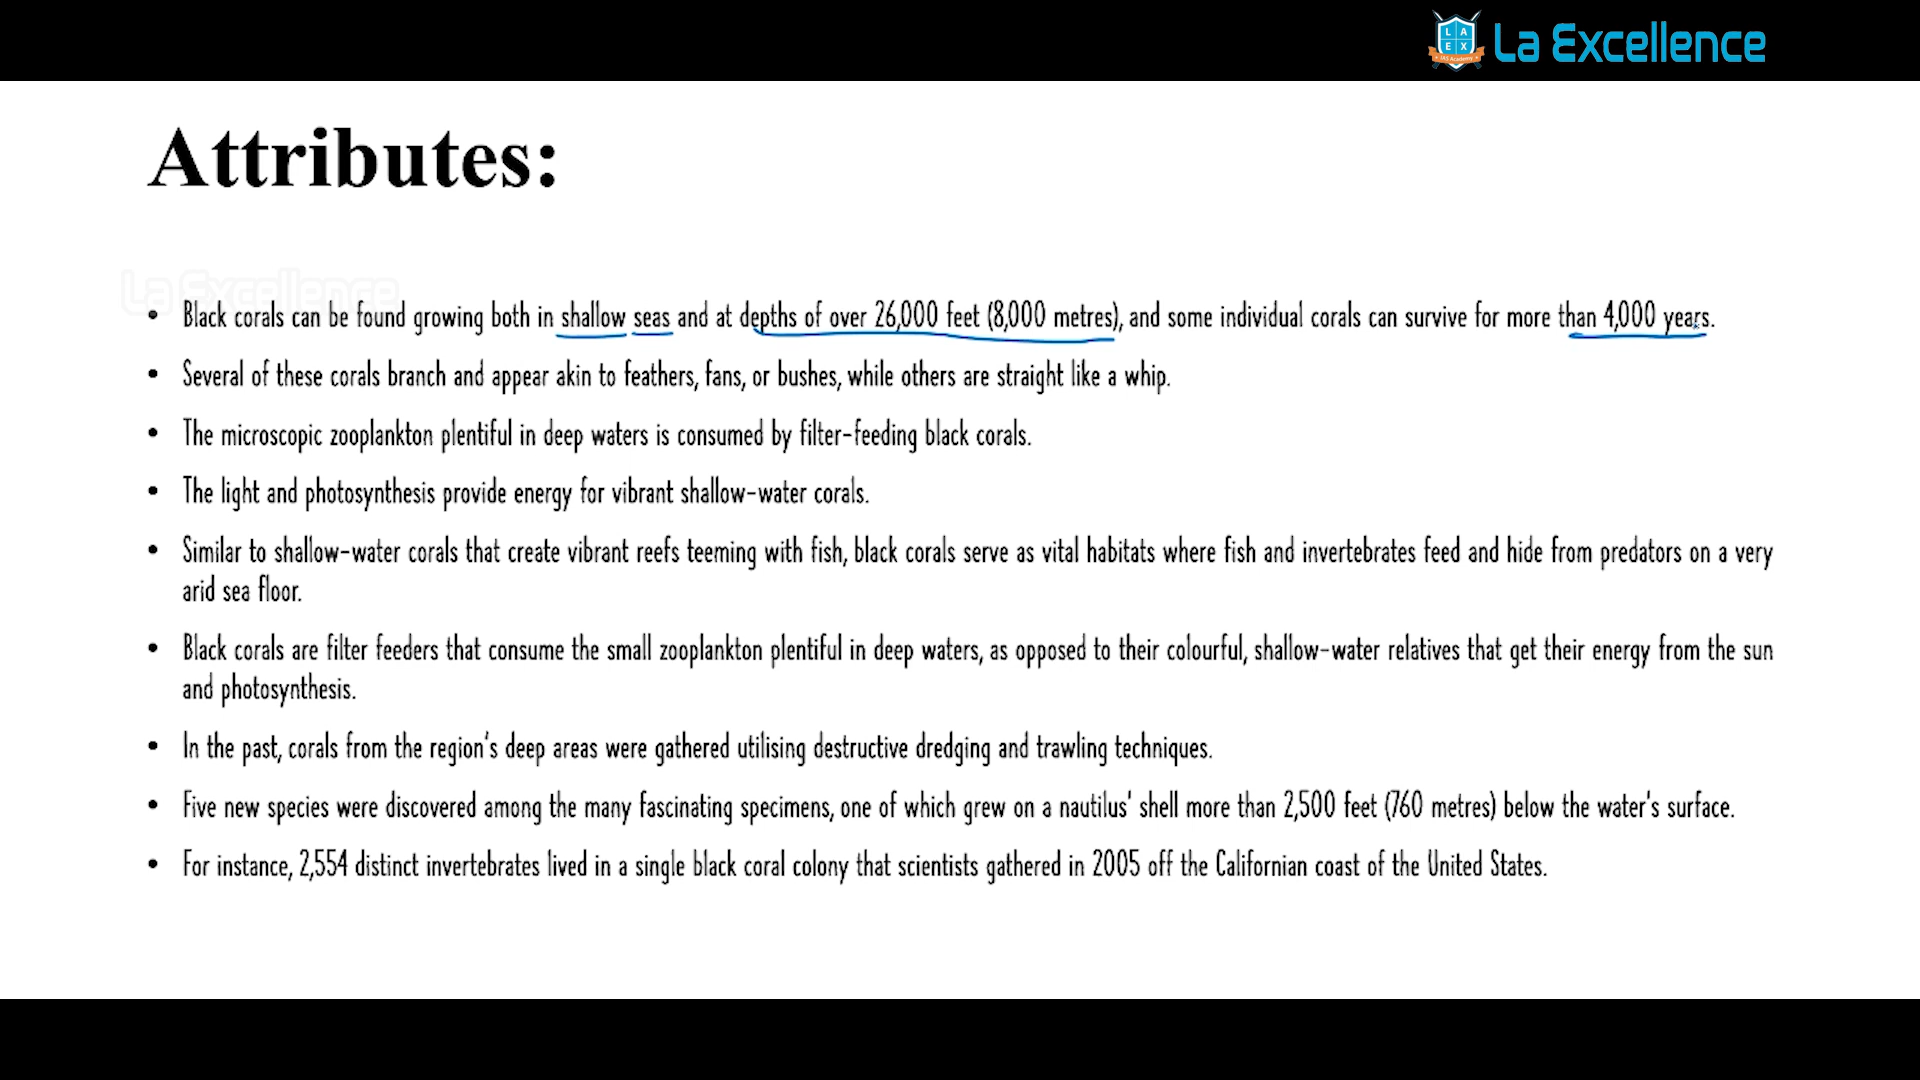 LA
EX
IAS Academy
La Excellence
Attributes:
La Excellence
• Black corals can be found growing both in shallow seas and at depths of over 26,000 feet (8,000 metres), and some individual corals can survive for more than 4,000 years.
• Several of these corals branch and appear akin to feathers, fans, or bushes, while others are straight like a whip.
• The microscopic zooplankton plentiful in deep waters is consumed by filter-feeding black corals.
• The light and photosynthesis provide energy for vibrant shallow-water corals.
• Similar to shallow-water corals that create vibrant reefs teeming with fish, black corals serve as vital habitats where fish and invertebrates feed and hide from predators on a very
arid sea floor.
• Black corals are filter feeders that consume the small zooplankton plentiful in deep waters, as opposed to their colourful, shallow-water relatives that get their energy from the sun
and photosynthesis.
• In the past, corals from the region's deep areas were gathered utilising destructive dredging and trawling techniques.
• Five new species were discovered among the many fascinating specimens, one of which grew on a nautilus' shell more than 2,500 feet (760 metres) below the water's surface.
• For instance, 2,554 distinct invertebrates lived in a single black coral colony that scientists gathered in 2005 off the Californian coast of the United States.